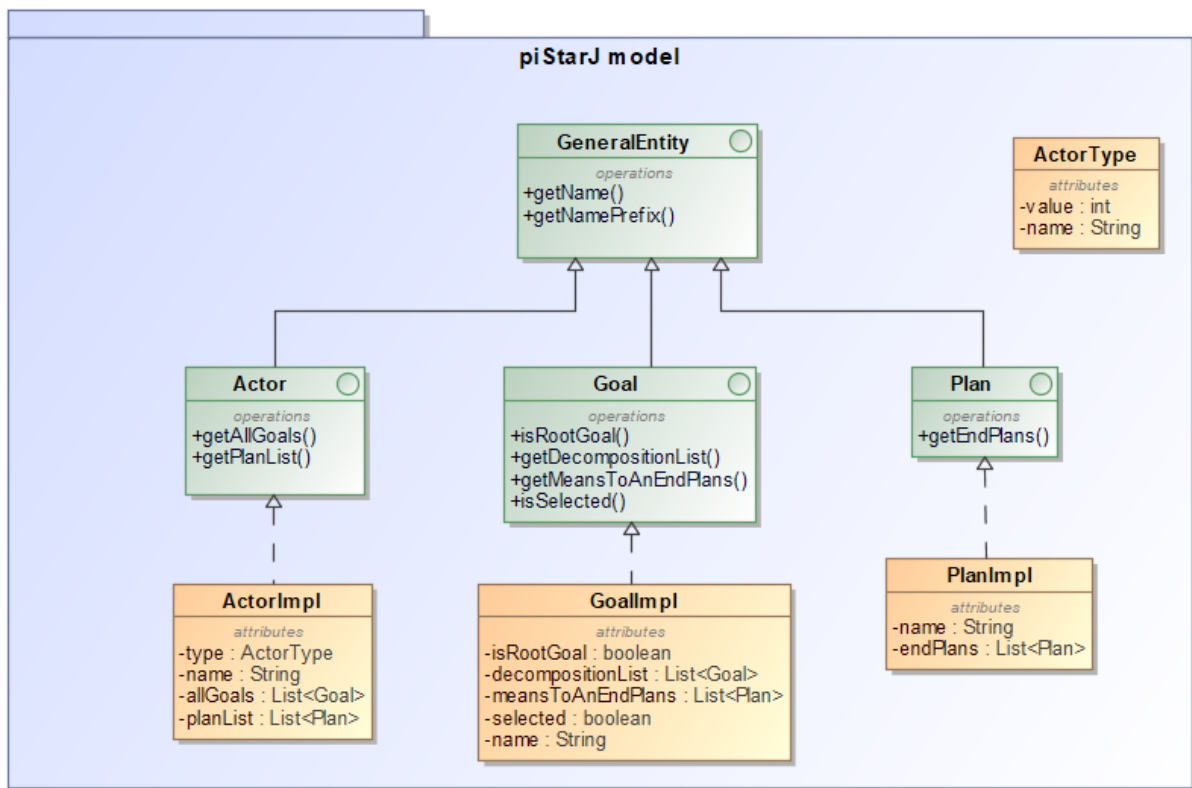 piStarJ model
GeneralEntity
operations
+getName()
+getNamePrefix()
ActorType
attributes
-value : int
-name : String
Actor
operations
+getAllGoals()
+getPlanList()
Goal
operations
+isRootGoal()
+getDecompositionList()
+getMeansToAnEndPlans()
+isSelected()
Plan
operations
+getEndPlans()
ActorImpl
attributes
-type : ActorType
-name : String
-allGoals : List<Goal>
-planList : List<Plan>
GoalImpl
attributes
-isRootGoal : boolean
-decompositionList : List<Goal>
-meansToAnEndPlans : List<Plan>
-selected : boolean
-name : String
PlanImpl
attributes
-name : String
-endPlans : List<Plan>